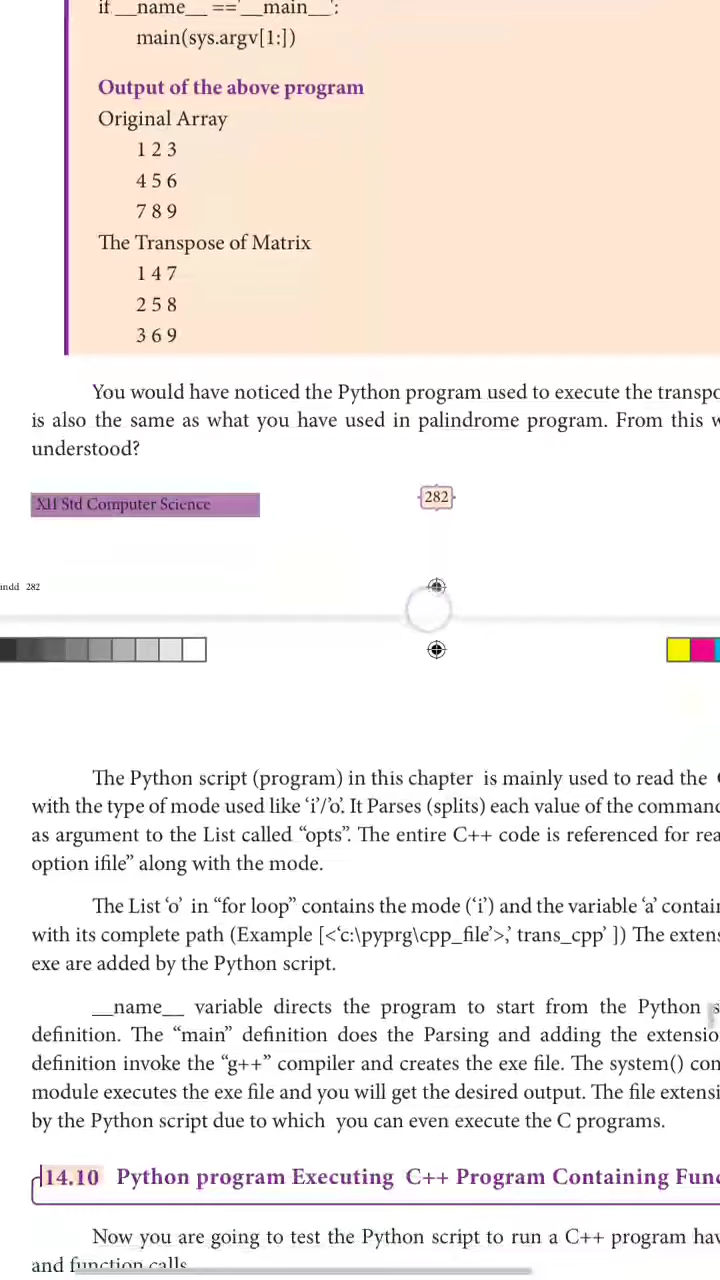 if __name__ =='__main__':
main(sys.argv[1:])
Output of the above program
Original Array
1 2 3
4 5 6
7 8 9
The Transpose of Matrix
1 4 7
2 5 8
3 6 9
You would have noticed the Python program used to execute the transpo
is also the same as what you have used in palindrome program. From this w
understood?
XII Std Computer Science
282
indd 282
The Python script (program) in this chapter is mainly used to read the
with the type of mode used like ‘i’/‘o’. It Parses (splits) each value of the command
as argument to the List called “opts”. The entire C++ code is referenced for rea
option ifile” along with the mode.
The List ‘o’ in “for loop” contains the mode (‘i’) and the variable ‘a’ contain
with its complete path (Example [<‘c:\pyprg\cpp_file’>,’ trans_cpp’ ]) The extens
exe are added by the Python script.
__name__ variable directs the program to start from the Python s
definition. The “main” definition does the Parsing and adding the extensio
definition invoke the “g++” compiler and creates the exe file. The system() com
module executes the exe file and you will get the desired output. The file extensi
by the Python script due to which you can even execute the C programs.
14.10 Python program Executing C++ Program Containing Func
Now you are going to test the Python script to run a C++ program hav
and function calls